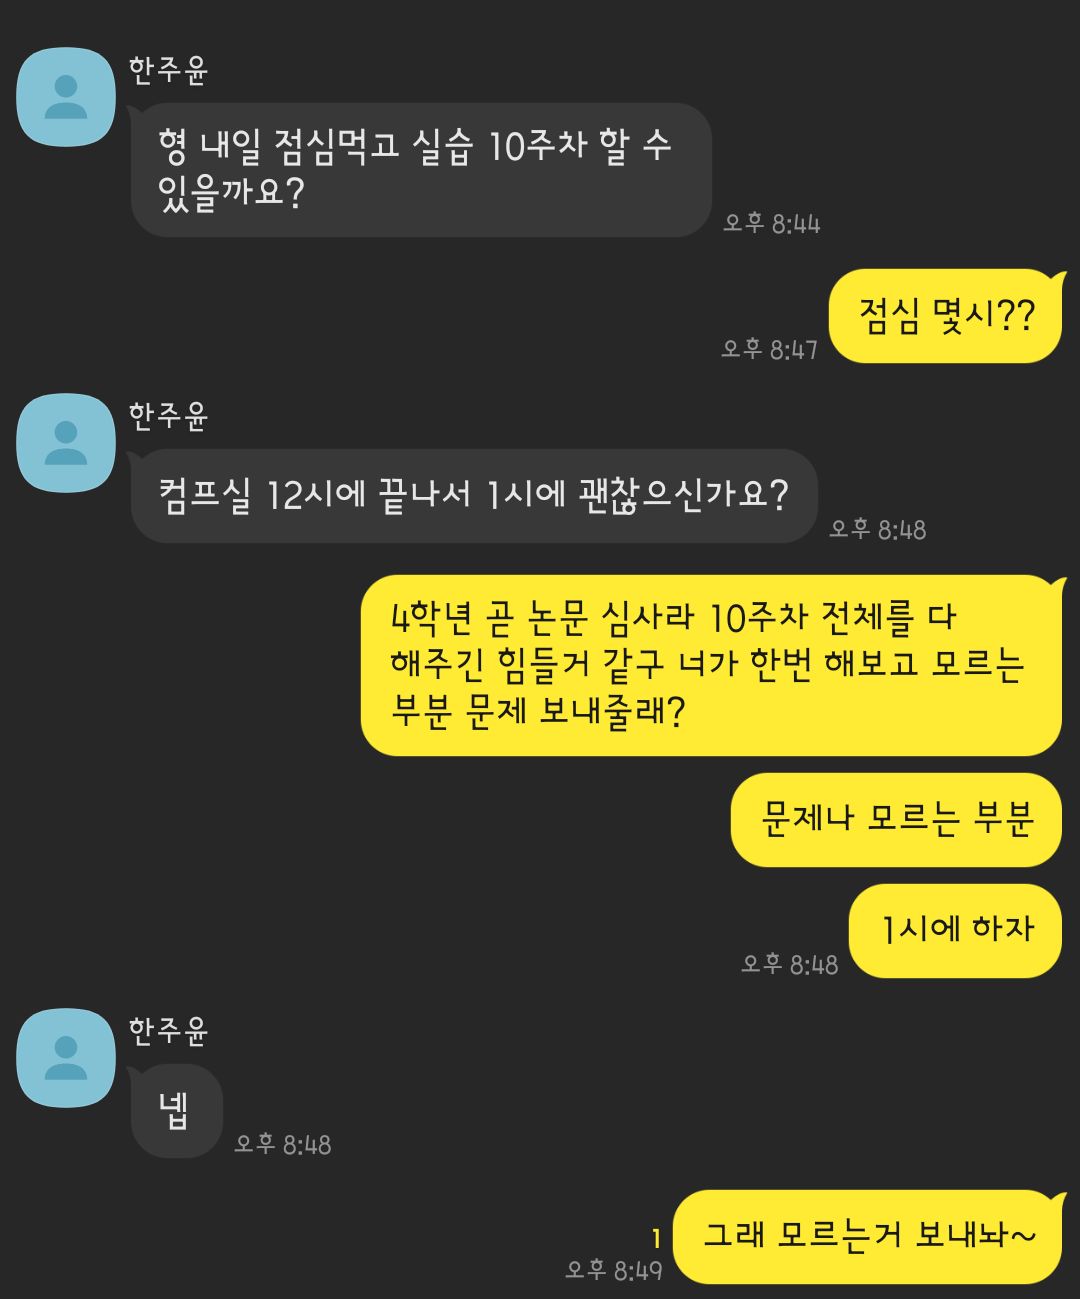 한주윤
형 내일 점심먹고 실습 10주차 할 수
있을까요?
오후 8:44
점심 몇시??
오후 8:47
한주윤
컴프실 12시에 끝나서 1시에 괜찮으신가요?
오후 8:48
4학년 곧 논문 심사라 10주차 전체를 다
해주긴 힘들거 같구 너가 한번 해보고 모르는
부분 문제 보내줄래?
문제나 모르는 부분
1시에 하자
오후 8:48
한주윤
넵
오후 8:48
그래 모르는거 보내놔~
1
오후 8:49